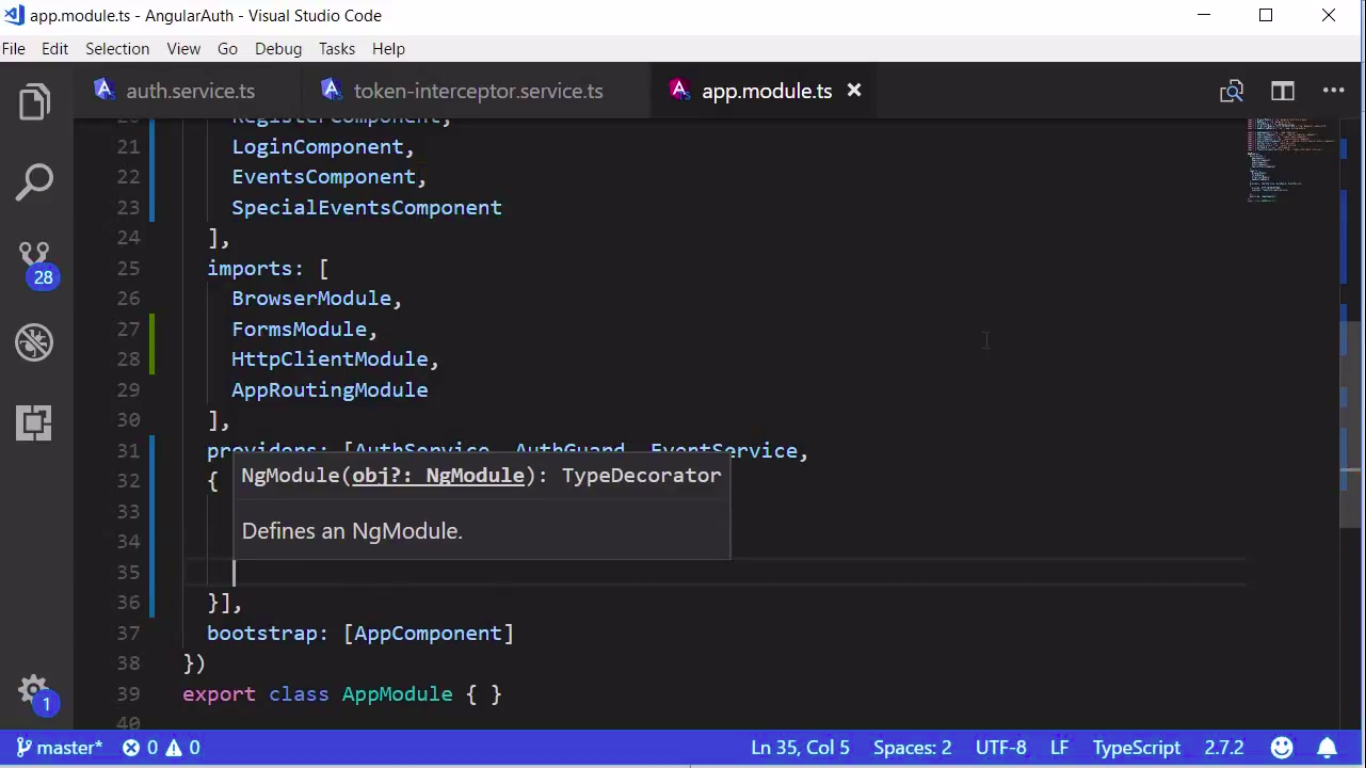 app.module.ts - AngularAuth - Visual Studio Code
File Edit Selection View Go Debug Tasks Help
auth.service.ts token-interceptor.service.ts app.module.ts
20 RegisterComponent,
21 LoginComponent,
22 EventsComponent,
23 SpecialEventsComponent
24 ],
25 imports: [
26 BrowserModule,
27 FormsModule,
28 HttpClientModule,
29 AppRoutingModule
30 ],
31 providers: [AuthService, AuthGuard, EventService,
32 {
NgModule(obj?: NgModule): TypeDecorator
33
Defines an NgModule.
34
35
36 }],
37 bootstrap: [AppComponent]
38 })
39 export class AppModule { }
40
28
1
master* 0 0 Ln 35, Col 5 Spaces: 2 UTF-8 LF TypeScript 2.7.2